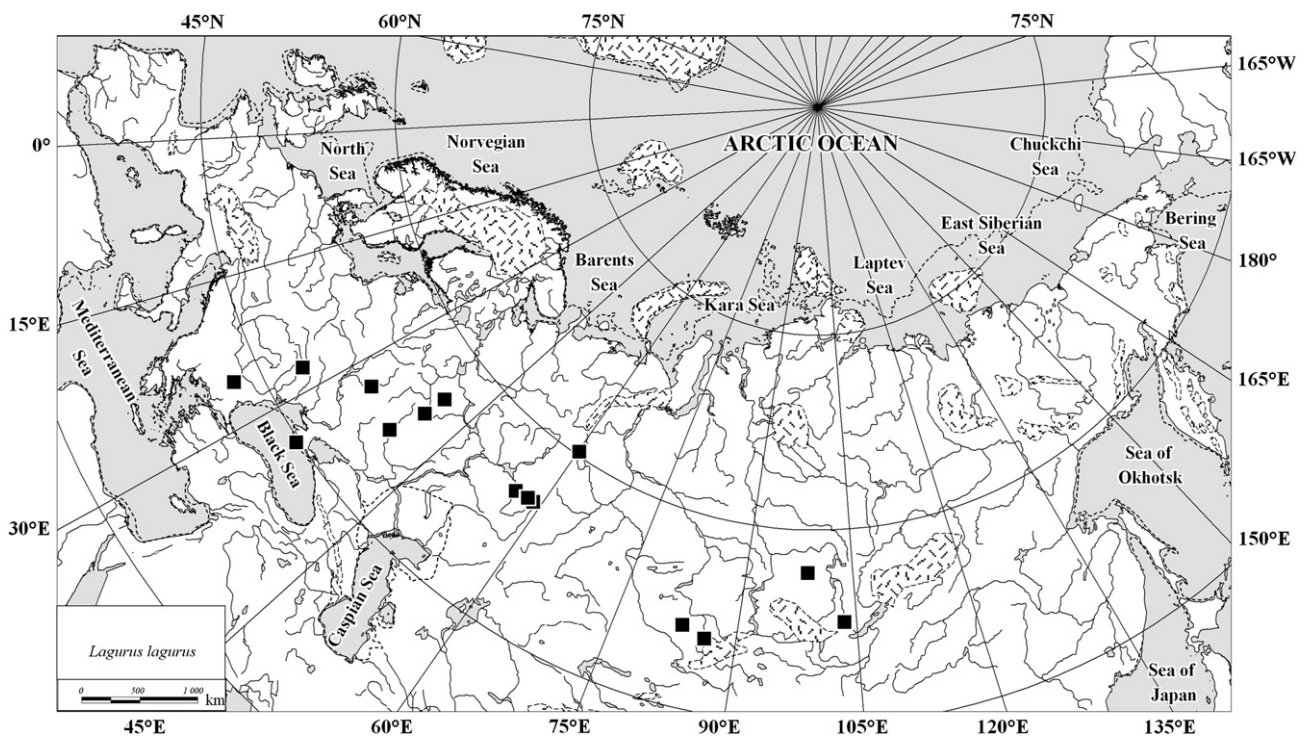 45°N 60°N 75°N 75°N
165°W
0°
North
Sea
Norvegian
Sea
ARCTIC OCEAN
Chuckchi
Sea
165°W
East Siberian
Sea
Bering
Sea
Barents
Sea
Kara Sea
Laptev
Sea
180°
15°E
Mediterranean
Sea
165°E
Black Sea
Sea of
Okhotsk
30°E
150°E
Caspian Sea
Lagurus lagurus
0 500 1 000
km
Sea of
Japan
45°E 60°E 75°E 90°E 105°E 120°E 135°E